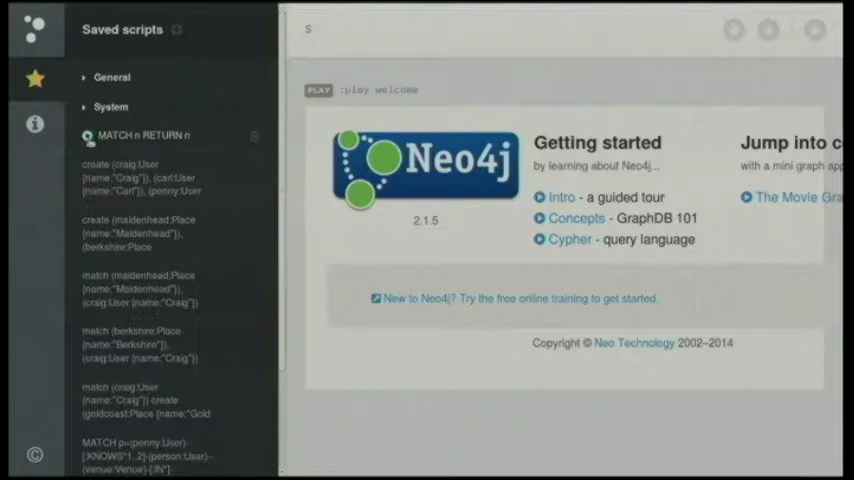 Saved scripts
General
System
MATCH n RETURN n
create (craig:User
{name:"Craig"}), (carl:User
{name:"Carl"}), (penny:User
create (maidenhead:Place
{name:"Maidenhead"}),
(berkshire:Place
match (maidenhead:Place
{name:"Maidenhead"}),
(craig:User {name:"Craig"})
match (berkshire:Place
{name:"Berkshire"}),
(craig:User {name:"Craig"})
match (craig:User
{name:"Craig"}) create
(goldcoast:Place {name:"Gold
MATCH p=(penny:User)-
[:KNOWS*1..2]-(person:User)--
(venue:Venue)-[:IN*]
$
PLAY :play welcome
Neo4j
2.1.5
Getting started
by learning about Neo4j...
Intro - a guided tour
Concepts - GraphDB 101
Cypher - query language
Jump into c
with a mini graph app
The Movie Gra
New to Neo4j? Try the free online training to get started.
Copyright © Neo Technology 2002–2014